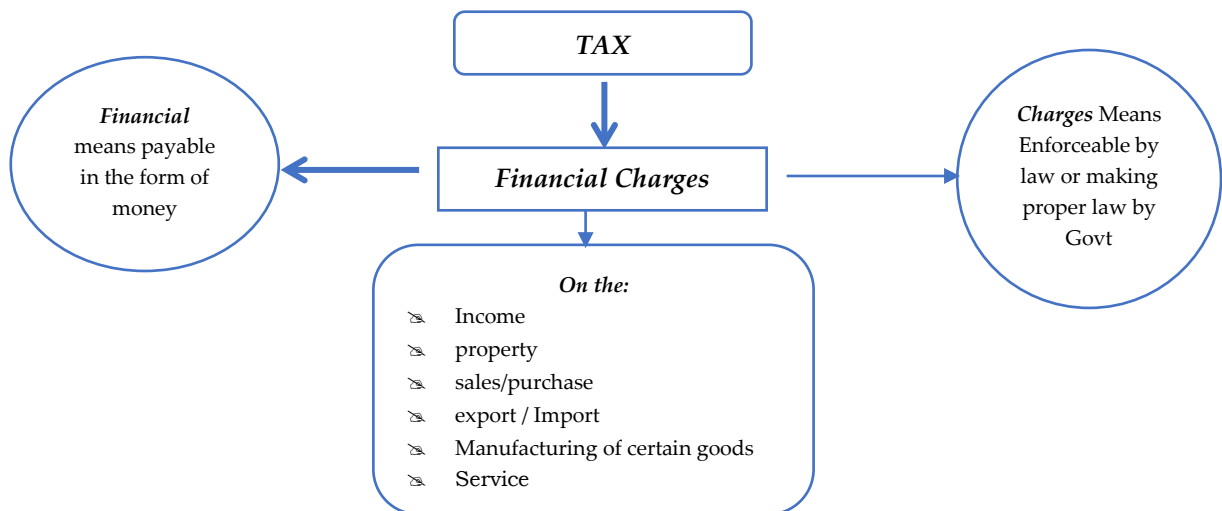 TAX
Financial
means payable
in the form of
money
Financial Charges
Charges Means
Enforceable by
law or making
proper law by
Govt
On the:
Income
property
sales/purchase
export / Import
Manufacturing of certain goods
Service